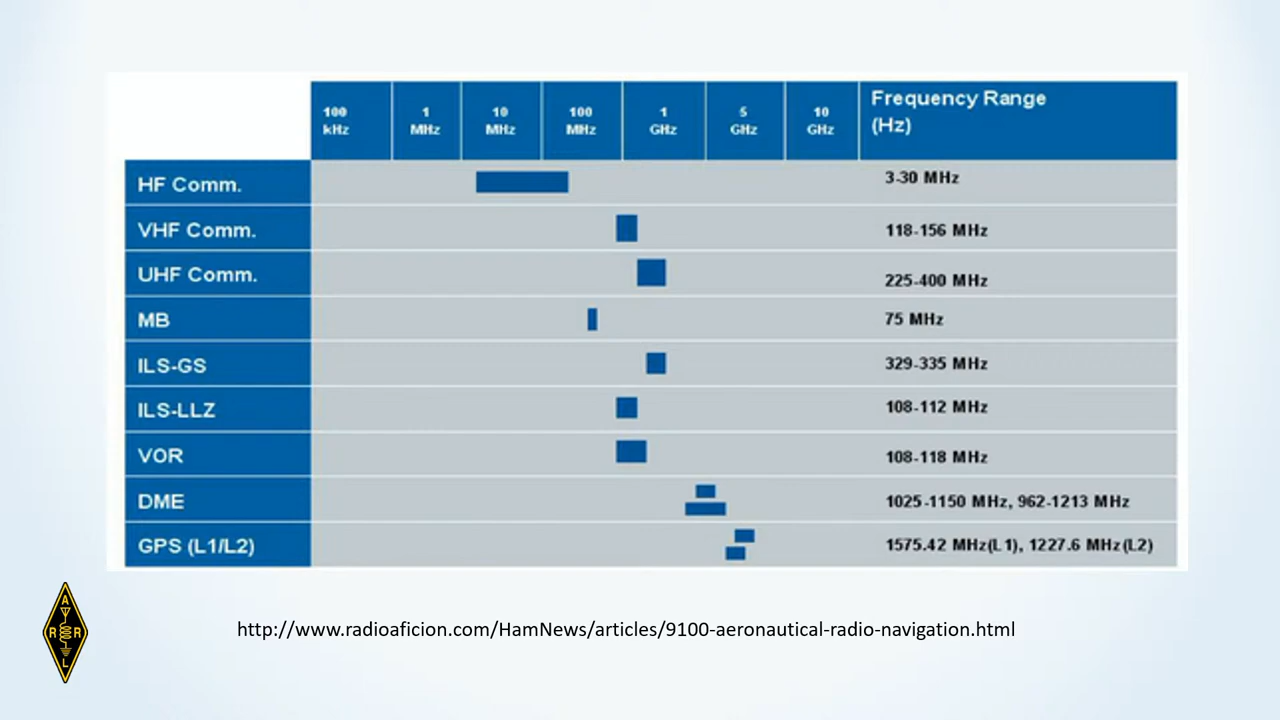 100 kHz
1 MHz
10 MHz
100 MHz
1 GHz
5 GHz
10 GHz
Frequency Range
(Hz)
HF Comm. 3-30 MHz
VHF Comm. 118-156 MHz
UHF Comm. 225-400 MHz
MB 75 MHz
ILS-GS 329-335 MHz
ILS-LLZ 108-112 MHz
VOR 108-118 MHz
DME 1025-1150 MHz, 962-1213 MHz
GPS (L1/L2) 1575.42 MHz(L1), 1227.6 MHz(L2)
A
R R
L
http://www.radioaficion.com/HamNews/articles/9100-aeronautical-radio-navigation.html